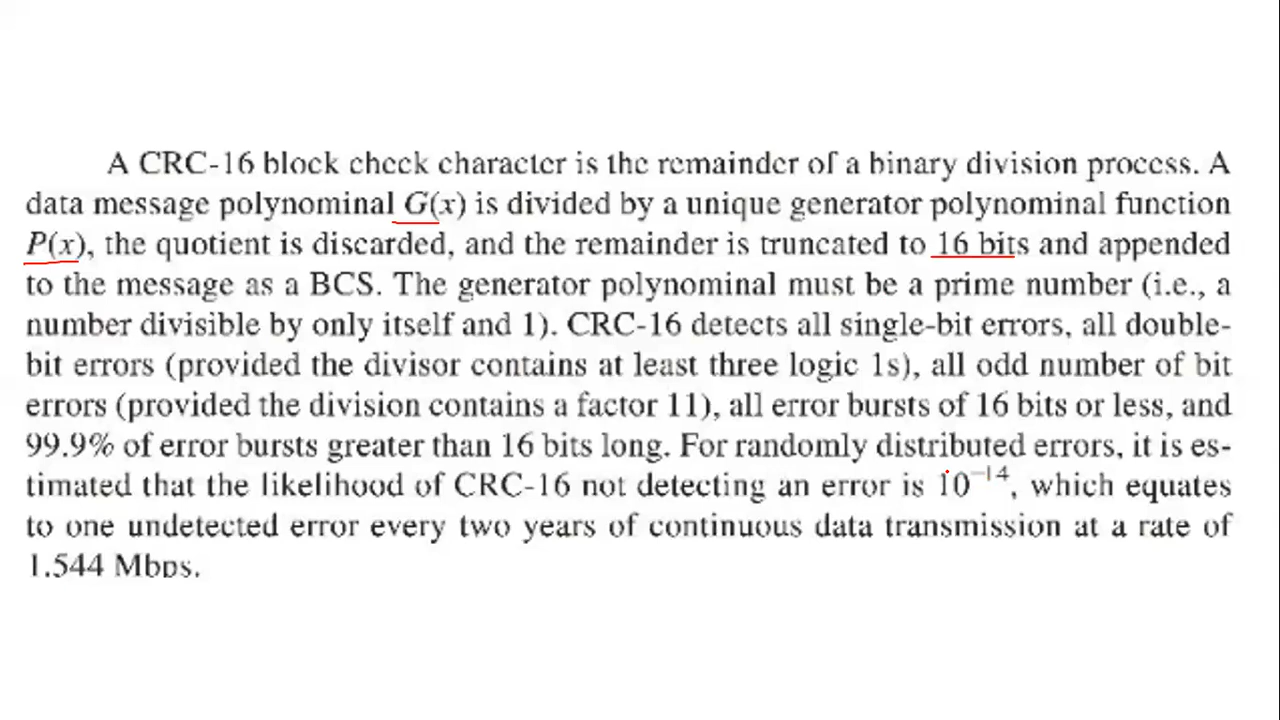 A CRC-16 block check character is the remainder of a binary division process. A
data message polynominal G(x) is divided by a unique generator polynominal function
P(x), the quotient is discarded, and the remainder is truncated to 16 bits and appended
to the message as a BCS. The generator polynominal must be a prime number (i.e., a
number divisible by only itself and 1). CRC-16 detects all single-bit errors, all double-
bit errors (provided the divisor contains at least three logic 1s), all odd number of bit
errors (provided the division contains a factor 11), all error bursts of 16 bits or less, and
99.9% of error bursts greater than 16 bits long. For randomly distributed errors, it is es-
timated that the likelihood of CRC-16 not detecting an error is 10⁻¹⁴, which equates
to one undetected error every two years of continuous data transmission at a rate of
1.544 Mbps.